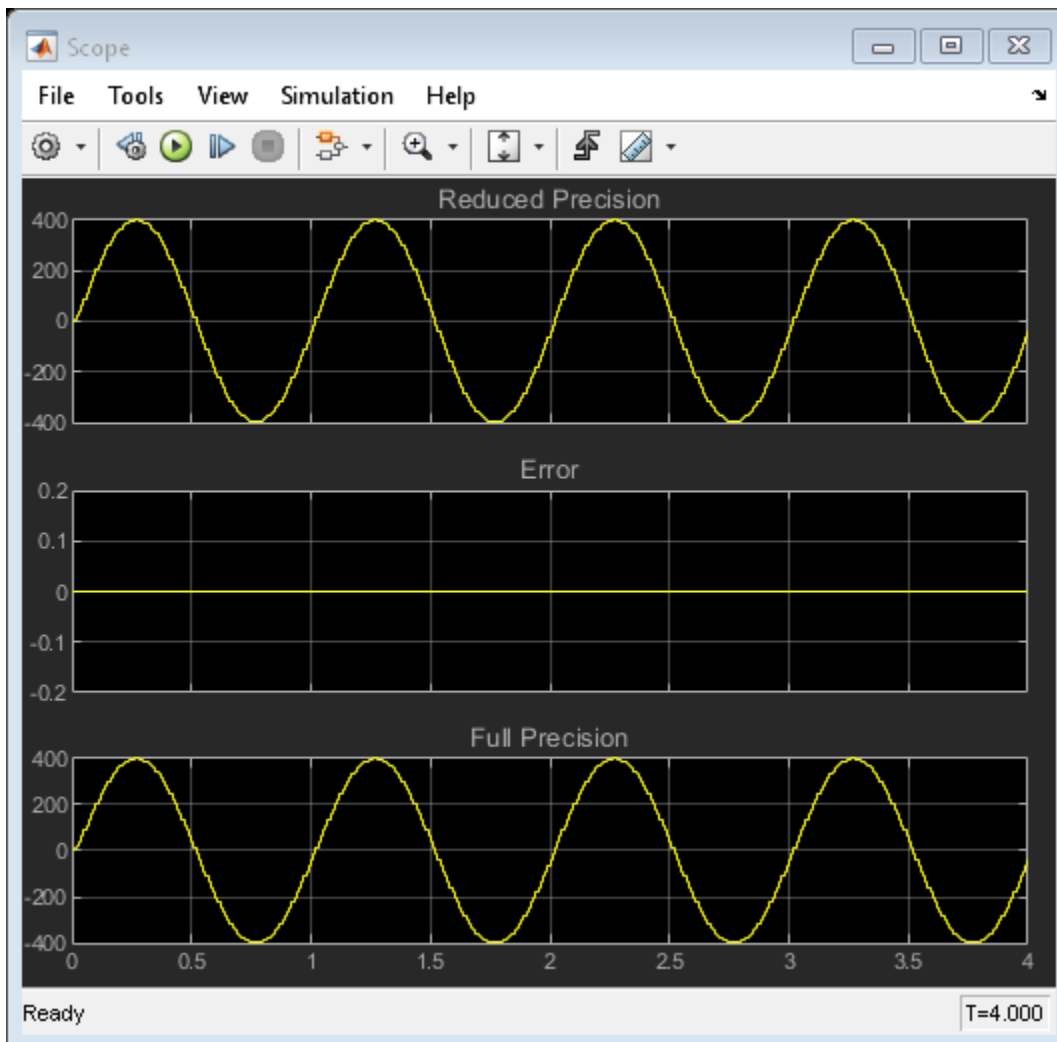 Scope
File Tools View Simulation Help
Reduced Precision
400
200
0
-200
-400
Error
0.2
0.1
0
-0.1
-0.2
Full Precision
400
200
0
-200
-400
0 0.5 1 1.5 2 2.5 3 3.5 4
Ready T=4.000